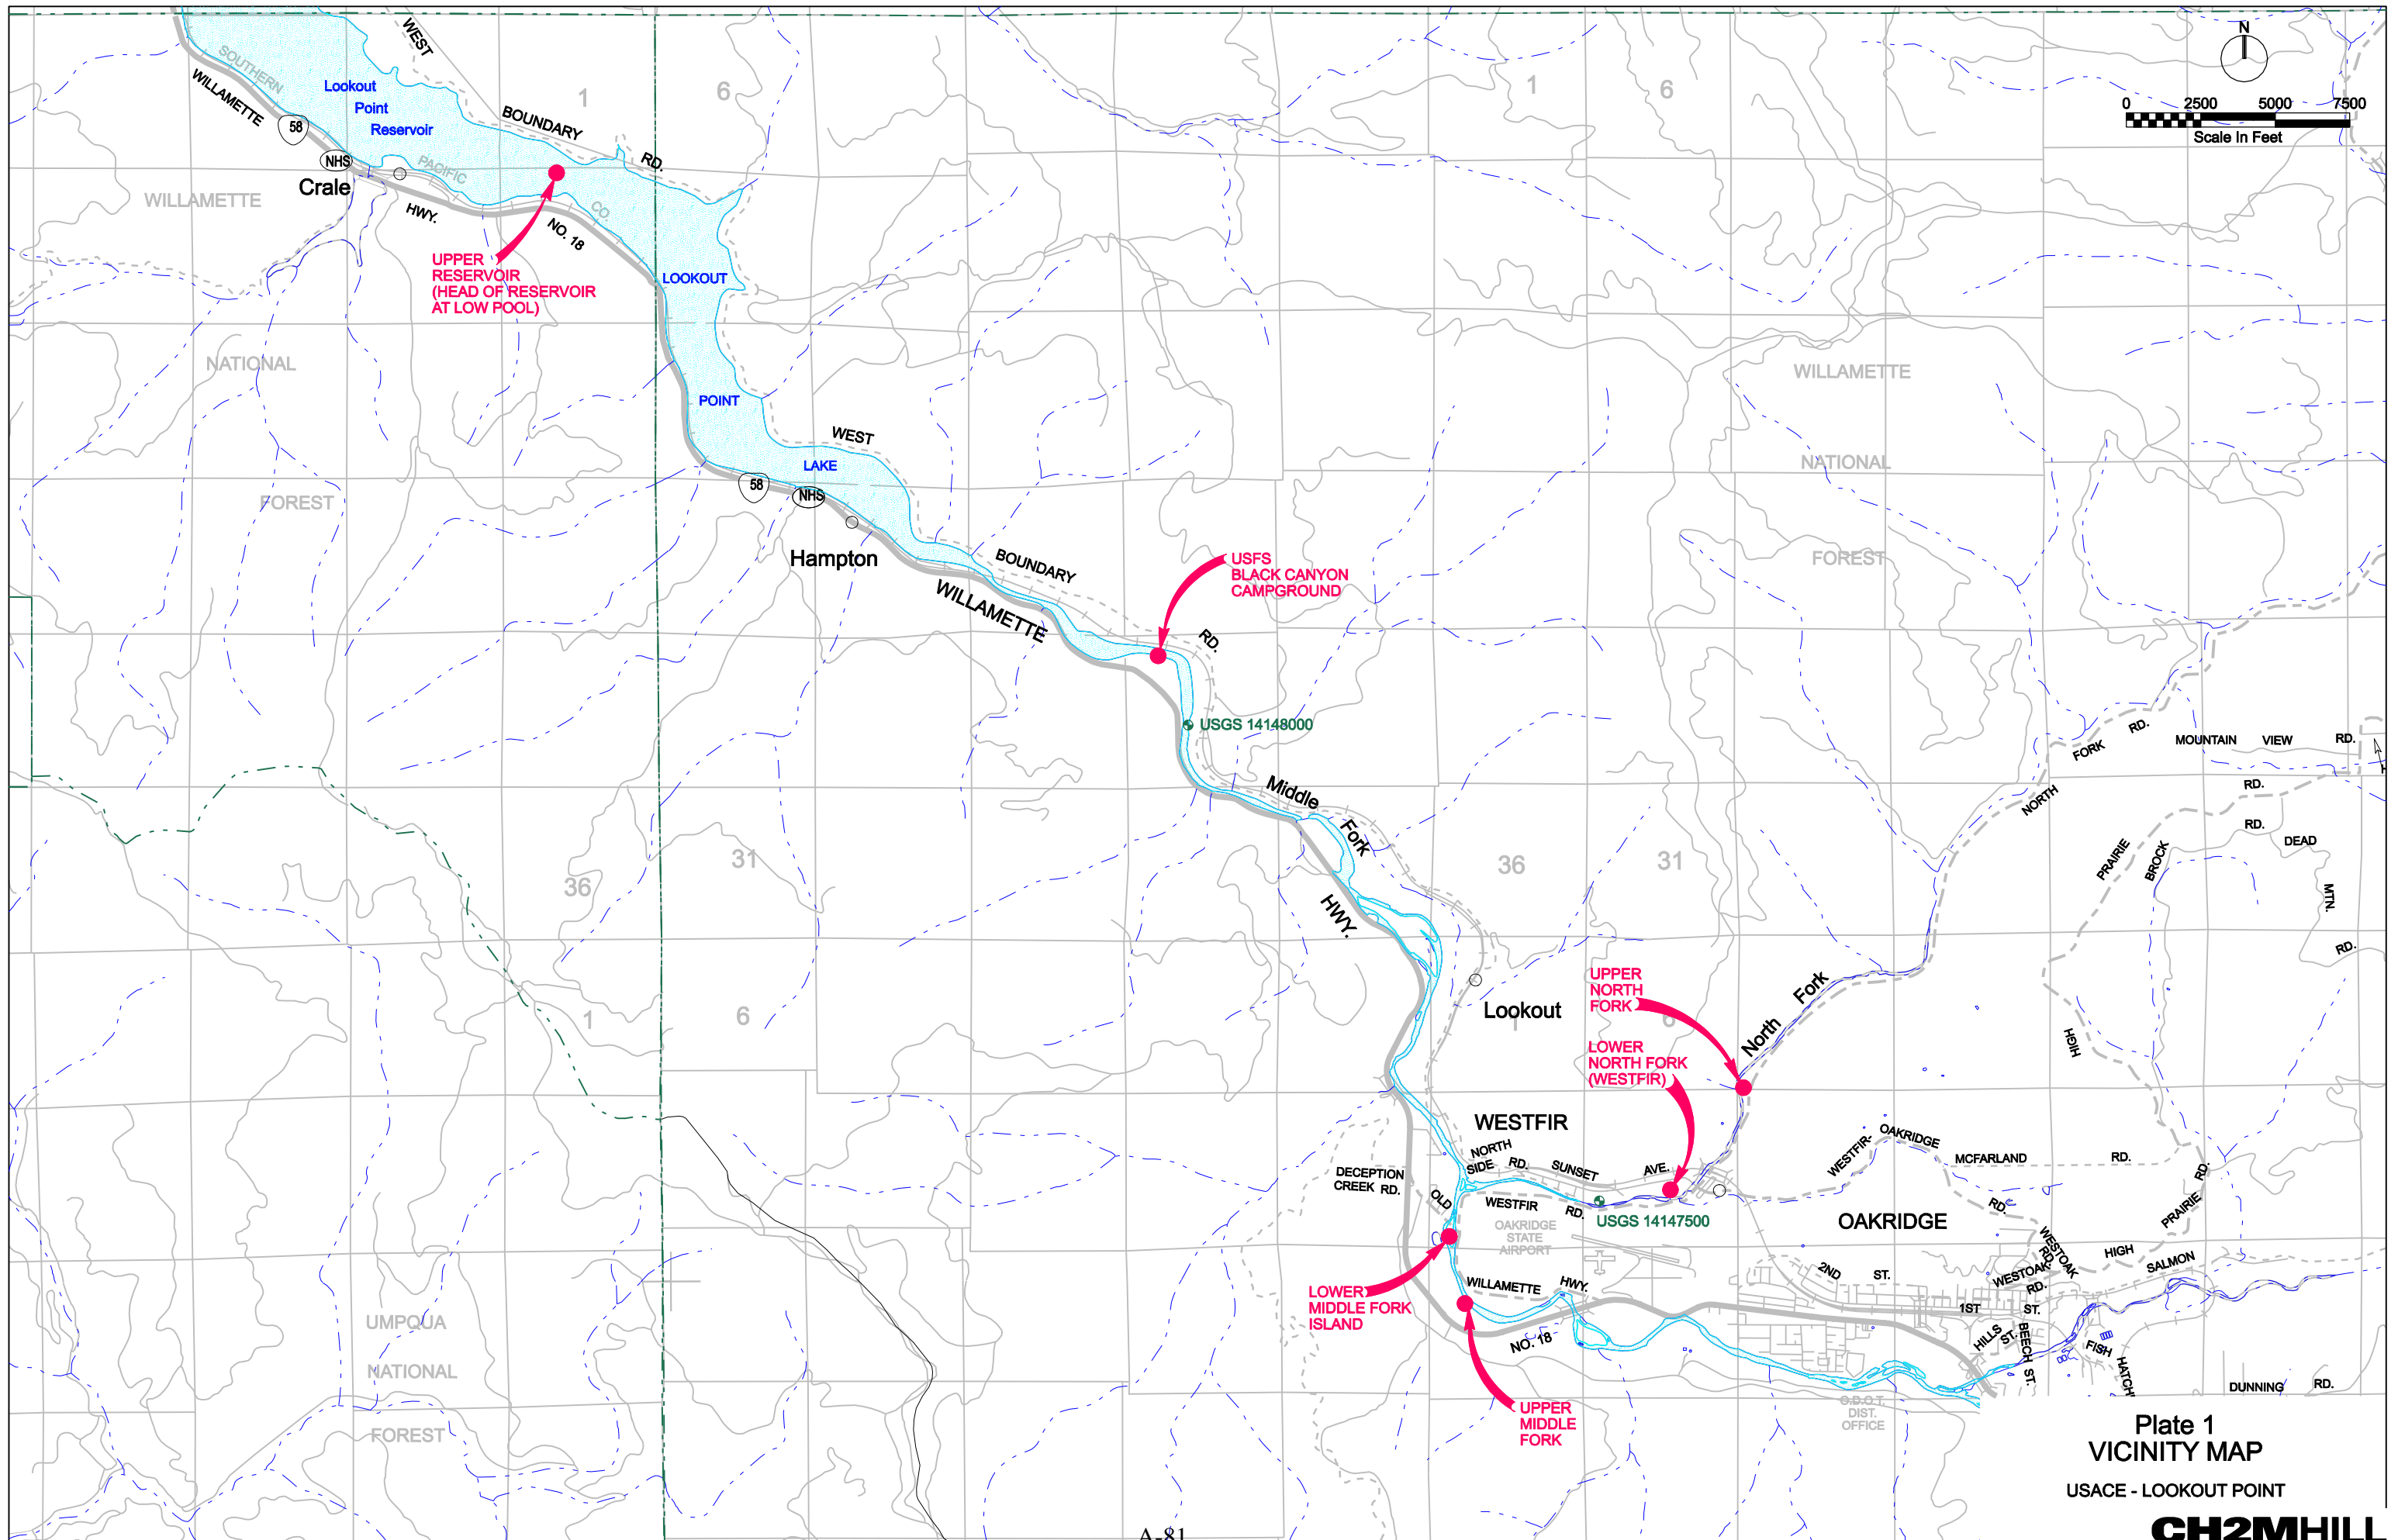 WEST
SOUTHERN
WILLAMETTE
58
Lookout
Point
Reservoir
1
6
1
6
N
0 2500 5000 7500
Scale In Feet
BOUNDARY
RD.
NHS
Crale
PACIFIC
CO.
HWY.
NO. 18
WILLAMETTE
UPPER
RESERVOIR
(HEAD OF RESERVOIR
AT LOW POOL)
LOOKOUT
NATIONAL
WILLAMETTE
POINT
WEST
LAKE
58
NHS
NATIONAL
FOREST
Hampton
BOUNDARY
USFS
BLACK CANYON
CAMPGROUND
FOREST
WILLAMETTE
RD.
USGS 14148000
FORK
RD.
MOUNTAIN VIEW RD.
NORTH
RD.
Middle
Fork
PRAIRIE
BROCK
RD.
DEAD
MTN.
RD.
36
31
36
31
HWY.
UPPER
NORTH
FORK
Fork
North
Lookout
1
6
1
6
HIGH
LOWER
NORTH FORK
(WESTFIR)
WESTFIR
NORTH
SIDE RD.
SUNSET
AVE.
WESTFIR-
OAKRIDGE
MCFARLAND
RD.
DECEPTION
CREEK RD.
OLD
WESTFIR
RD.
USGS 14147500
OAKRIDGE
RD.
PRAIRIE
RD.
OAKRIDGE
STATE
AIRPORT
WESTOAK
RD.
WESTOAK
RD.
HIGH
SALMON
LOWER
MIDDLE FORK
ISLAND
WILLAMETTE
HWY.
2ND
ST.
1ST
ST.
NO. 18
HILLS
ST.
BEECH ST.
FISH
HATCH'
UMPQUA
NATIONAL
FOREST
UPPER
MIDDLE
FORK
O.D.O.T.
DIST.
OFFICE
DUNNING
RD.
Plate 1
VICINITY MAP
USACE - LOOKOUT POINT
CH2MHILL
A-81